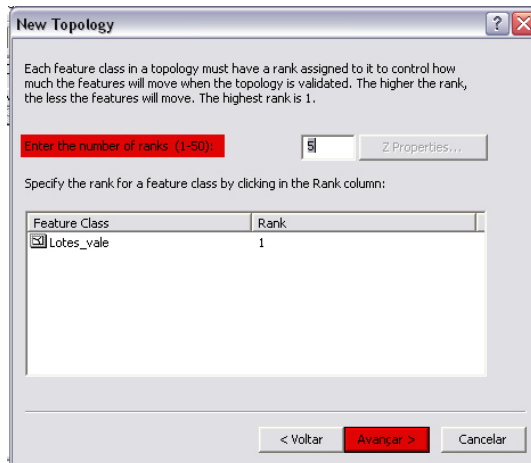 New Topology
Each feature class in a topology must have a rank assigned to it to control how
much the features will move when the topology is validated. The higher the rank,
the less the features will move. The highest rank is 1.
Enter the number of ranks (1-50):
5
Z Properties...
Specify the rank for a feature class by clicking in the Rank column:
Feature Class Rank
Lotes_vale 1
< Voltar Avançar > Cancelar